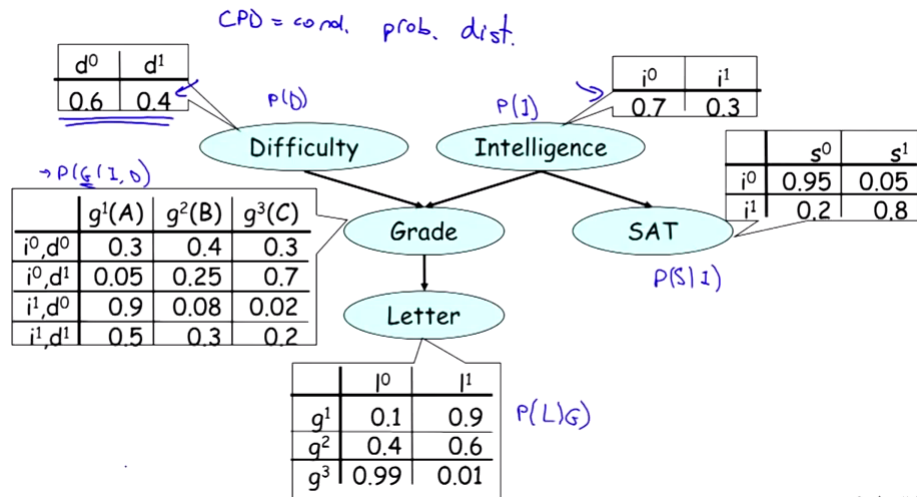 CPD = cond. prob. dist.
d⁰ d¹
0.6 0.4
P(D)
i⁰ i¹
0.7 0.3
P(I)
Difficulty
Intelligence
s⁰ s¹
i⁰ 0.95 0.05
i¹ 0.2 0.8
→ P(G|I,D)
g¹(A) g²(B) g³(C)
i⁰,d⁰ 0.3 0.4 0.3
i⁰,d¹ 0.05 0.25 0.7
i¹,d⁰ 0.9 0.08 0.02
i¹,d¹ 0.5 0.3 0.2
Grade
SAT
P(S|I)
Letter
l⁰ l¹
g¹ 0.1 0.9
g² 0.4 0.6
g³ 0.99 0.01
P(L|G)